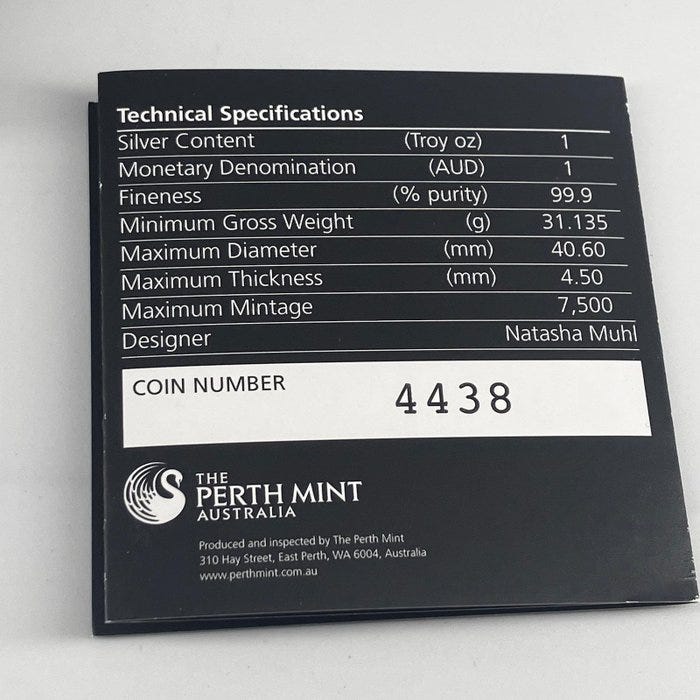 Technical Specifications
Silver Content (Troy oz) 1
Monetary Denomination (AUD) 1
Fineness (% purity) 99.9
Minimum Gross Weight (g) 31.135
Maximum Diameter (mm) 40.60
Maximum Thickness (mm) 4.50
Maximum Mintage 7,500
Designer Natasha Muhl
COIN NUMBER 4438
THE
PERTH MINT
AUSTRALIA
Produced and inspected by The Perth Mint
310 Hay Street, East Perth, WA 6004, Australia
www.perthmint.com.au